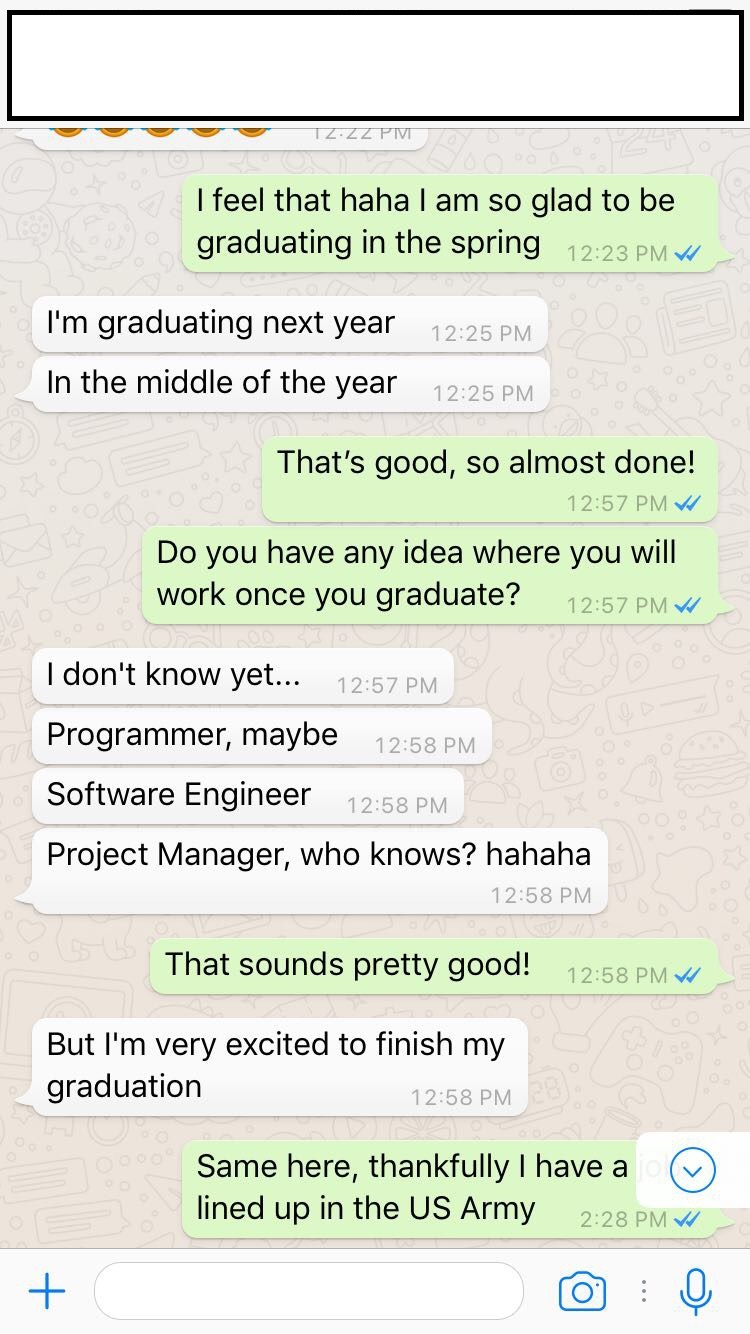 12:22 PM
I feel that haha I am so glad to be
graduating in the spring 12:23 PM
I'm graduating next year 12:25 PM
In the middle of the year 12:25 PM
That’s good, so almost done!
12:57 PM
Do you have any idea where you will
work once you graduate? 12:57 PM
I don't know yet... 12:57 PM
Programmer, maybe 12:58 PM
Software Engineer 12:58 PM
Project Manager, who knows? hahaha
12:58 PM
That sounds pretty good! 12:58 PM
But I'm very excited to finish my
graduation 12:58 PM
Same here, thankfully I have a job
lined up in the US Army 2:28 PM